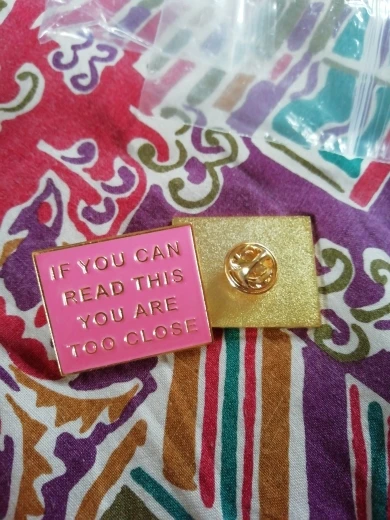 IF YOU CAN
READ THIS
YOU ARE
TOO CLOSE